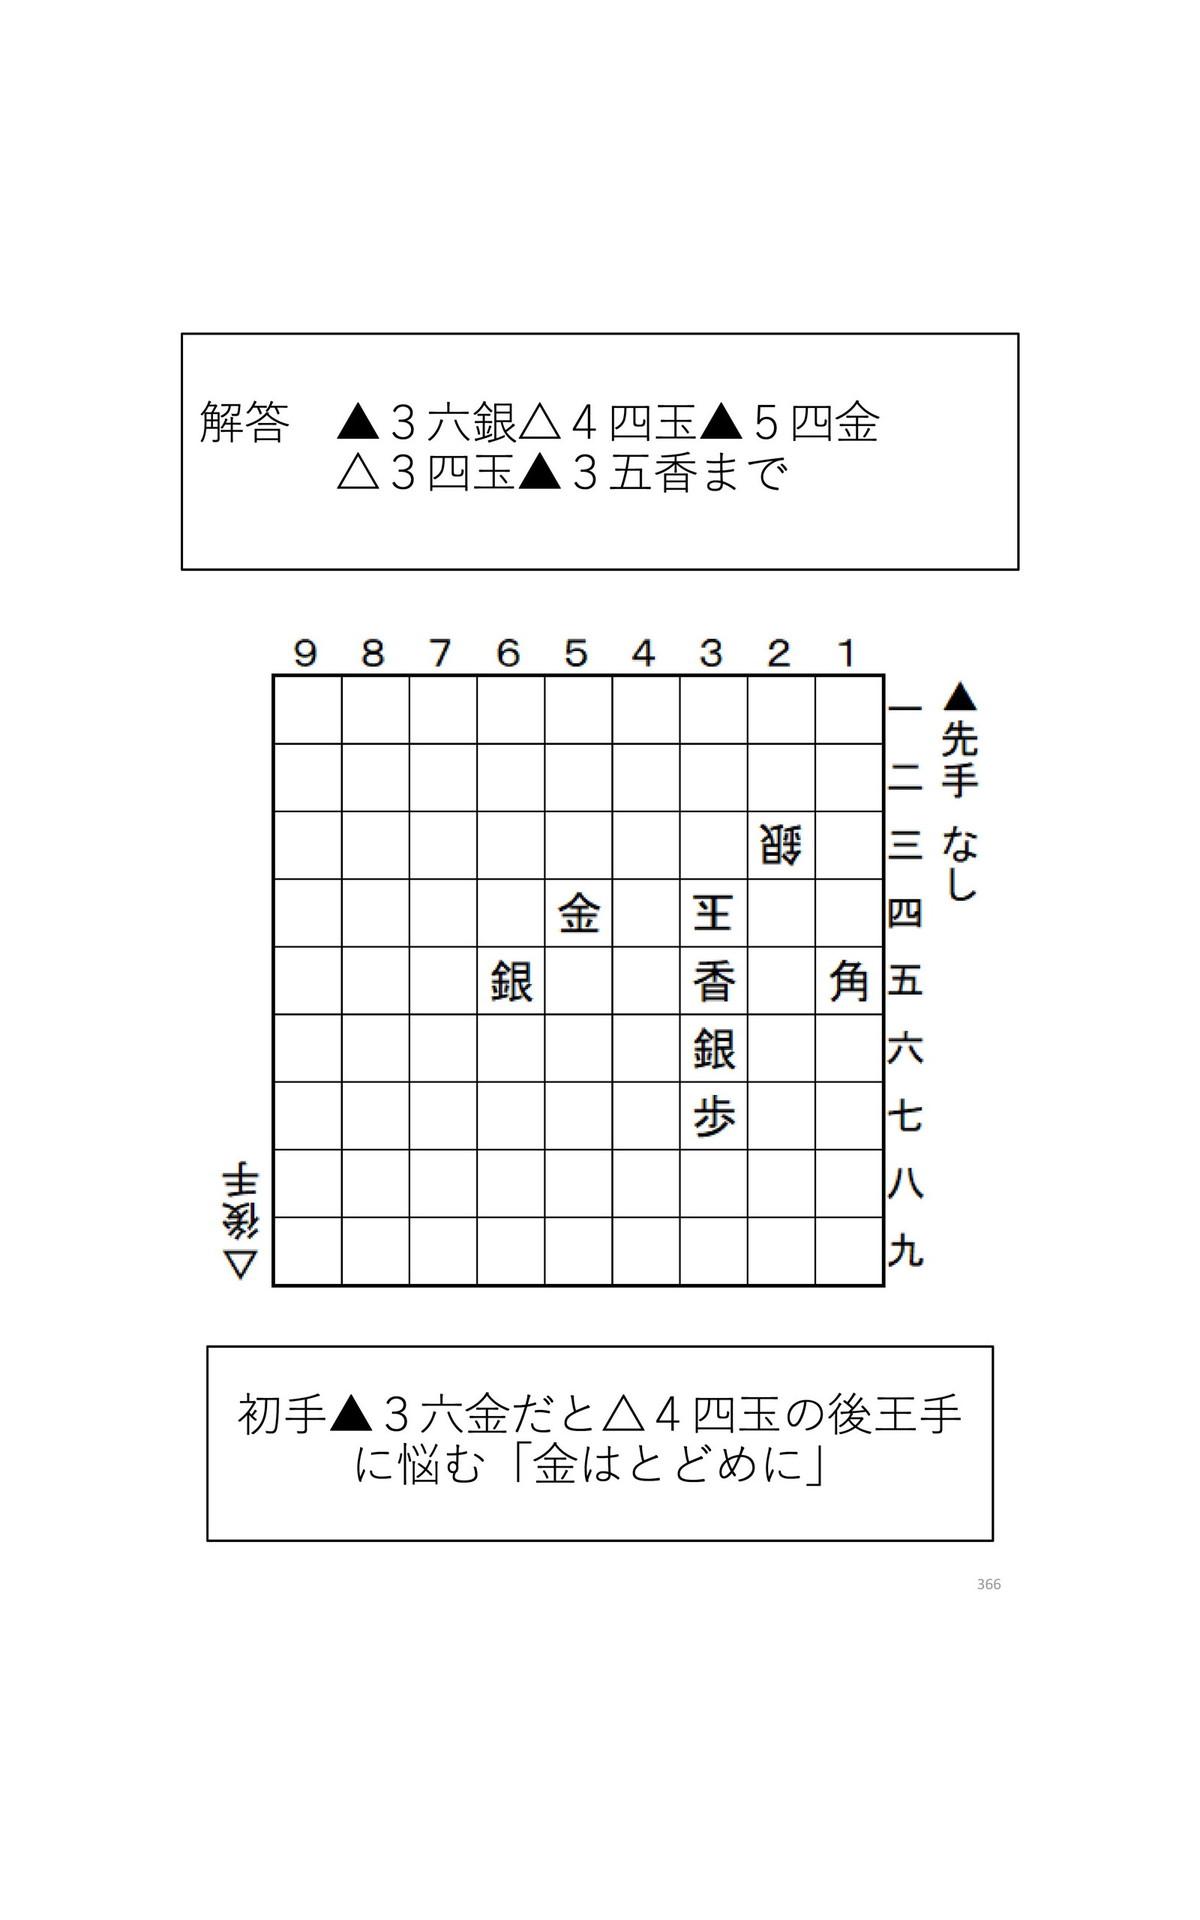 解答　▲３六銀△４四玉▲５四金
△３四玉▲３五香まで
9 8 7 6 5 4 3 2 1
一
二
銀 三
金 王 四
銀 香 角 五
銀 六
歩 七
八
九
▲先手 なし
△後手
初手▲３六金だと△４四玉の後王手
に悩む「金はとどめに」
366